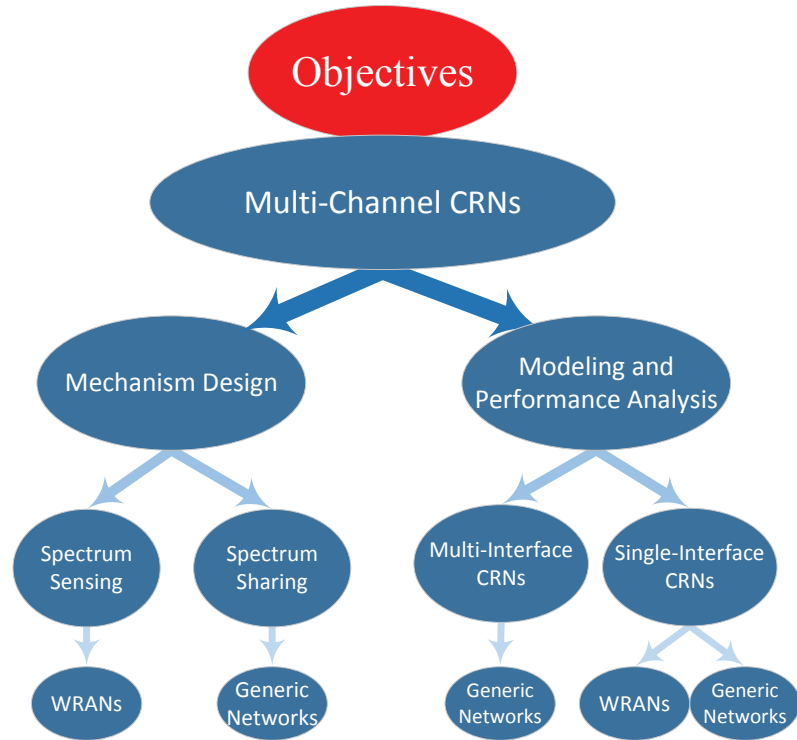 Objectives
Multi-Channel CRNs
Mechanism Design
Modeling and
Performance Analysis
Spectrum
Sensing
Spectrum
Sharing
Multi-Interface
CRNs
Single-Interface
CRNs
WRANs
Generic
Networks
Generic
Networks
WRANs
Generic
Networks